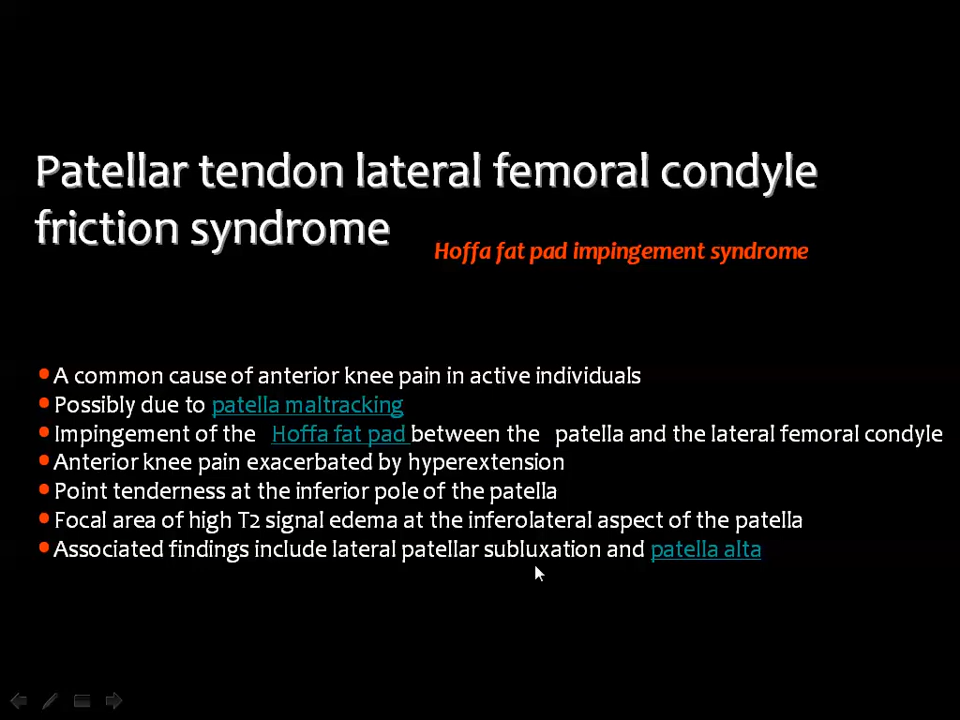 Patellar tendon lateral femoral condyle
friction syndrome
Hoffa fat pad impingement syndrome
•A common cause of anterior knee pain in active individuals
•Possibly due to patella maltracking
•Impingement of the Hoffa fat pad between the patella and the lateral femoral condyle
•Anterior knee pain exacerbated by hyperextension
•Point tenderness at the inferior pole of the patella
•Focal area of high T2 signal edema at the inferolateral aspect of the patella
•Associated findings include lateral patellar subluxation and patella alta